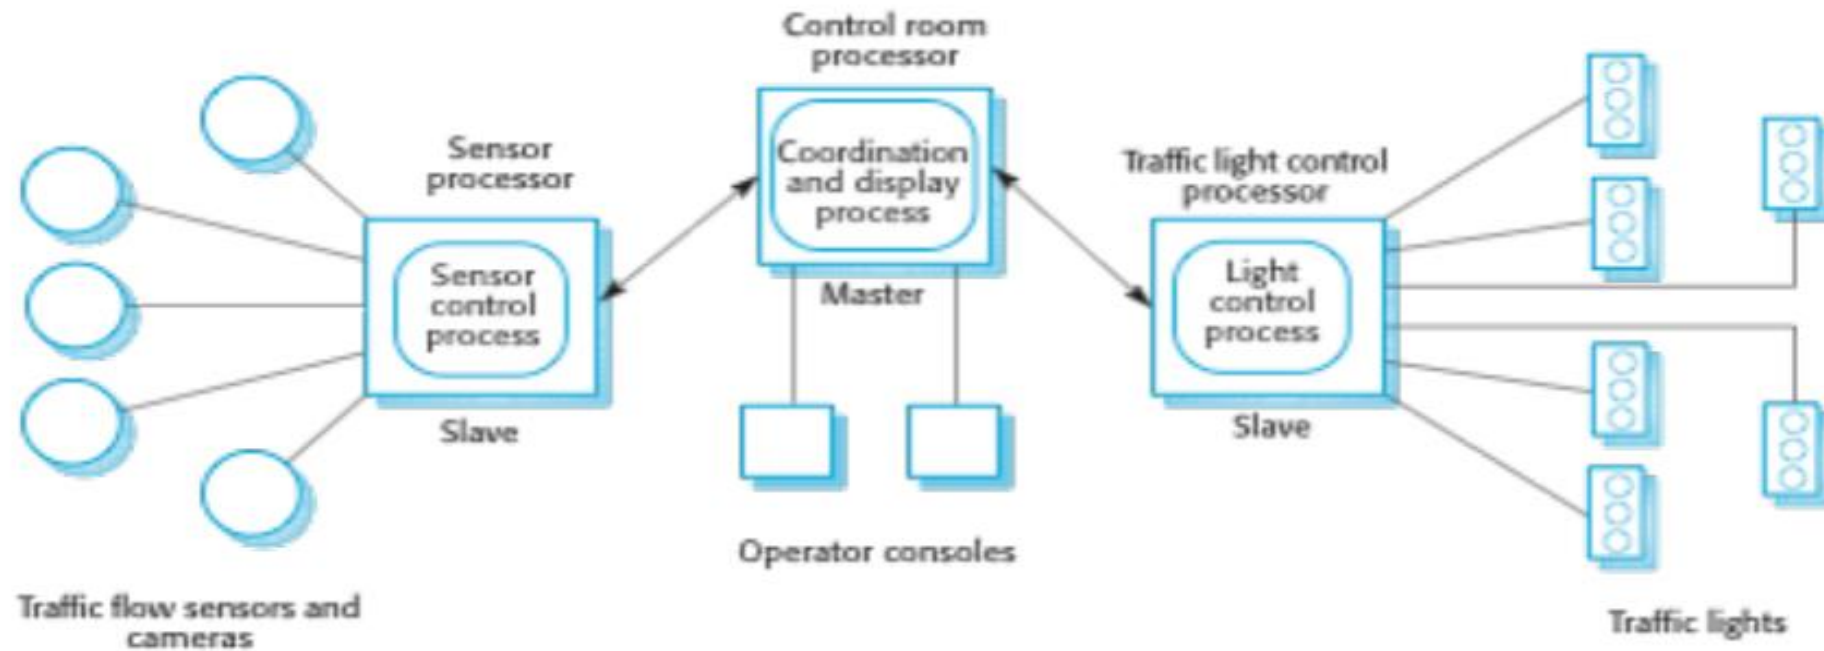 Control room
processor
Sensor
processor
Coordination
and display
process
Traffic light control
processor
Sensor
control
process
Master
Light
control
process
Slave
Slave
Operator consoles
Traffic flow sensors and
cameras
Traffic lights